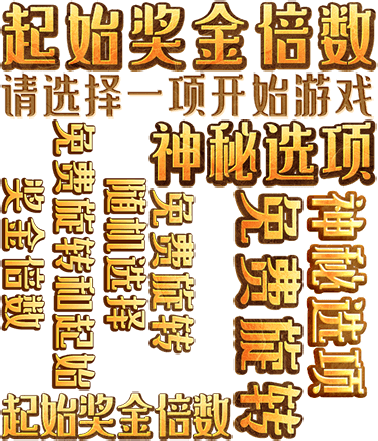 起始奖金倍数
请选择一项开始游戏
神秘选项
免费旋转和起始
奖金倍数
免费旋转
随机选择
神秘选项
免费旋转
起始奖金倍数